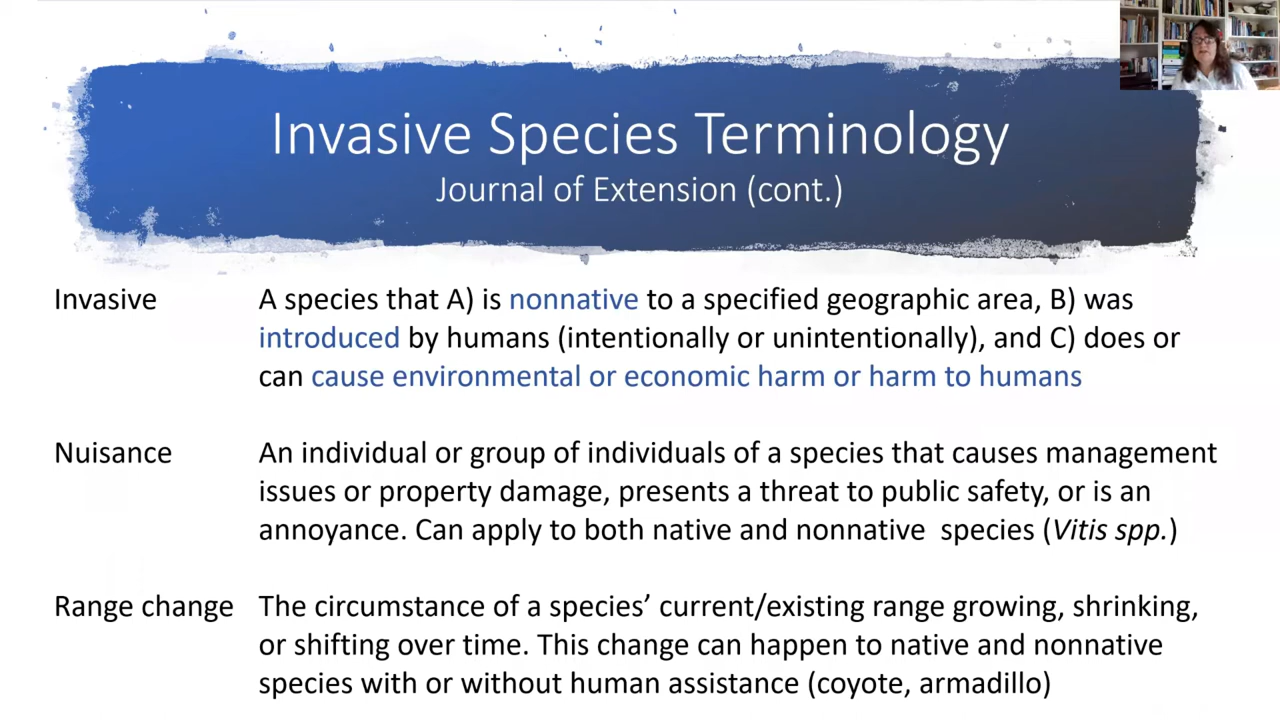 Invasive Species Terminology
Journal of Extension (cont.)
Invasive A species that A) is nonnative to a specified geographic area, B) was
introduced by humans (intentionally or unintentionally), and C) does or
can cause environmental or economic harm or harm to humans
Nuisance An individual or group of individuals of a species that causes management
issues or property damage, presents a threat to public safety, or is an
annoyance. Can apply to both native and nonnative species (Vitis spp.)
Range change The circumstance of a species’ current/existing range growing, shrinking,
or shifting over time. This change can happen to native and nonnative
species with or without human assistance (coyote, armadillo)